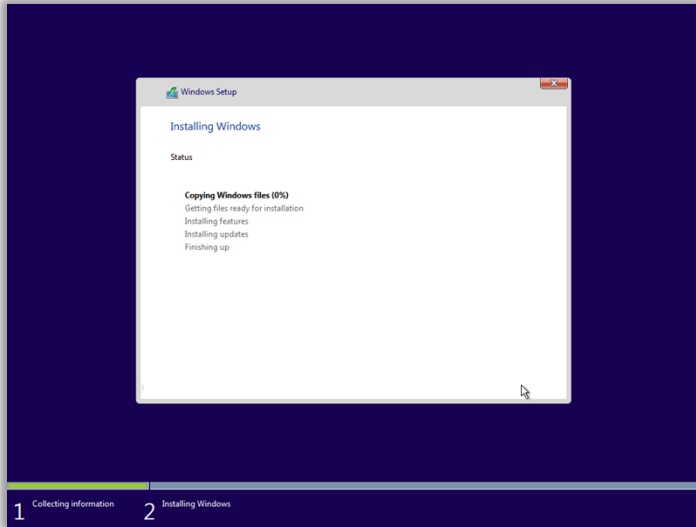 Windows Setup
Installing Windows
Status
Copying Windows files (0%)
Getting files ready for installation
Installing features
Installing updates
Finishing up
1 Collecting information
2 Installing Windows